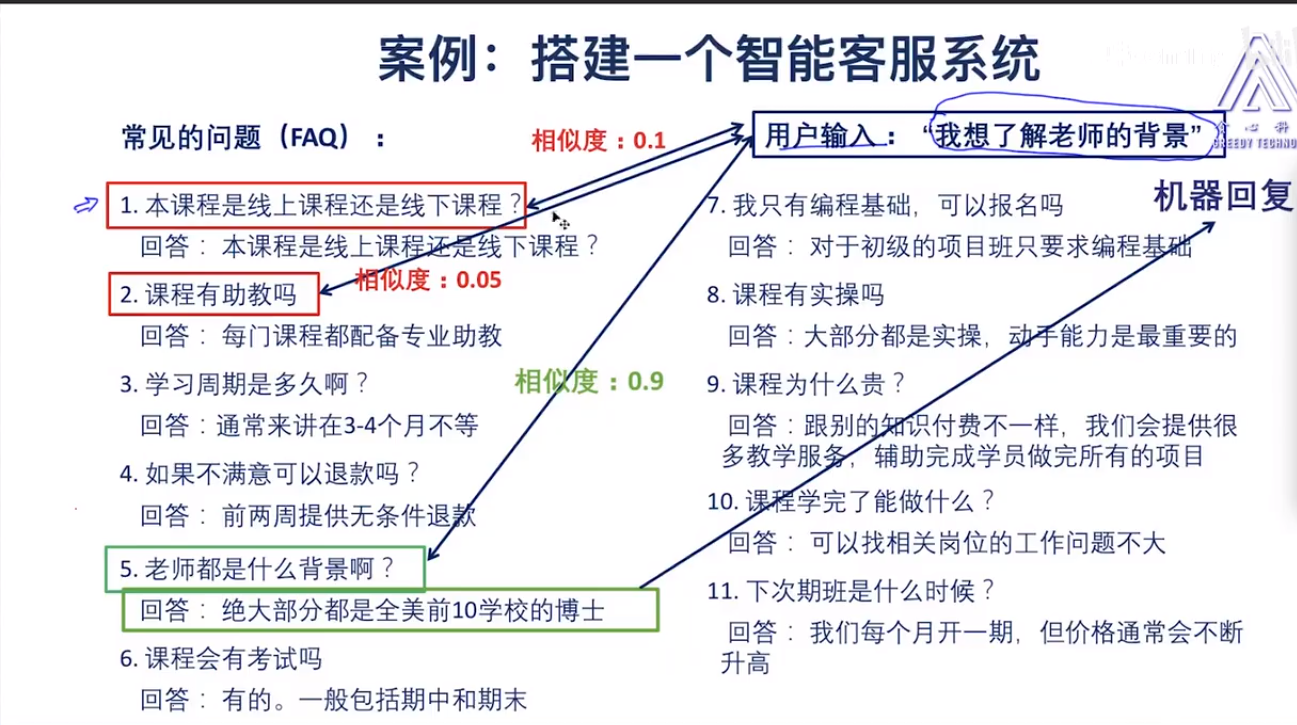 案例：搭建一个智能客服系统
常见的问题（FAQ）：
相似度：0.1
用户输入：“我想了解老师的背景”
1. 本课程是线上课程还是线下课程？
回答：本课程是线上课程还是线下课程？
相似度：0.05
2. 课程有助教吗
回答：每门课程都配备专业助教
3. 学习周期是多久啊？
相似度：0.9
回答：通常来讲在3-4个月不等
4. 如果不满意可以退款吗？
回答：前两周提供无条件退款
5. 老师都是什么背景啊？
回答：绝大部分都是全美前10学校的博士
6. 课程会有考试吗
回答：有的。一般包括期中和期末
机器回复
7. 我只有编程基础，可以报名吗
回答：对于初级的项目班只要求编程基础
8. 课程有实操吗
回答：大部分都是实操，动手能力是最重要的
9. 课程为什么贵？
回答：跟别的知识付费不一样，我们会提供很
多教学服务，辅助完成学员做完所有的项目
10. 课程学完了能做什么？
回答：可以找相关岗位的工作问题不大
11. 下次期班是什么时候？
回答：我们每个月开一期，但价格通常会不断
升高